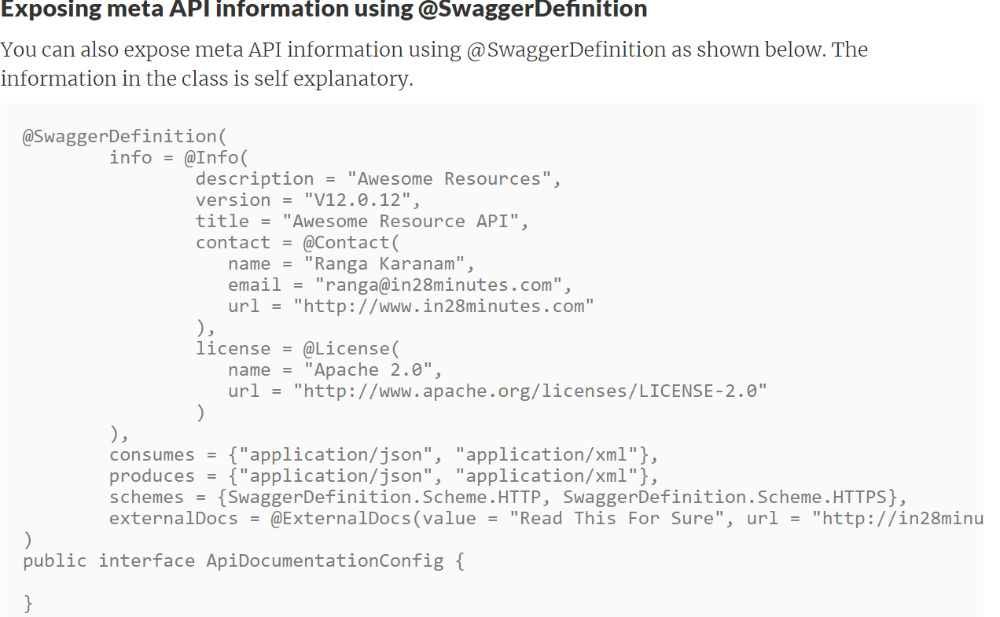 Exposing meta API information using @SwaggerDefinition
You can also expose meta API information using @SwaggerDefinition as shown below. The
information in the class is self explanatory.
@SwaggerDefinition(
        info = @Info(
                description = "Awesome Resources",
                version = "V12.0.12",
                title = "Awesome Resource API",
                contact = @Contact(
                   name = "Ranga Karanam",
                   email = "ranga@in28minutes.com",
                   url = "http://www.in28minutes.com"
                ),
                license = @License(
                   name = "Apache 2.0",
                   url = "http://www.apache.org/licenses/LICENSE-2.0"
                )
        ),
        consumes = {"application/json", "application/xml"},
        produces = {"application/json", "application/xml"},
        schemes = {SwaggerDefinition.Scheme.HTTP, SwaggerDefinition.Scheme.HTTPS},
        externalDocs = @ExternalDocs(value = "Read This For Sure", url = "http://in28minu
)
public interface ApiDocumentationConfig {
}